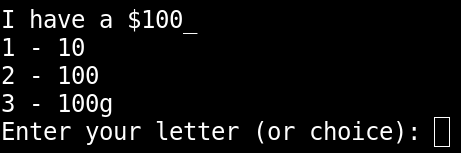 I have a $100_
1 - 10
2 - 100
3 - 100g
Enter your letter (or choice):